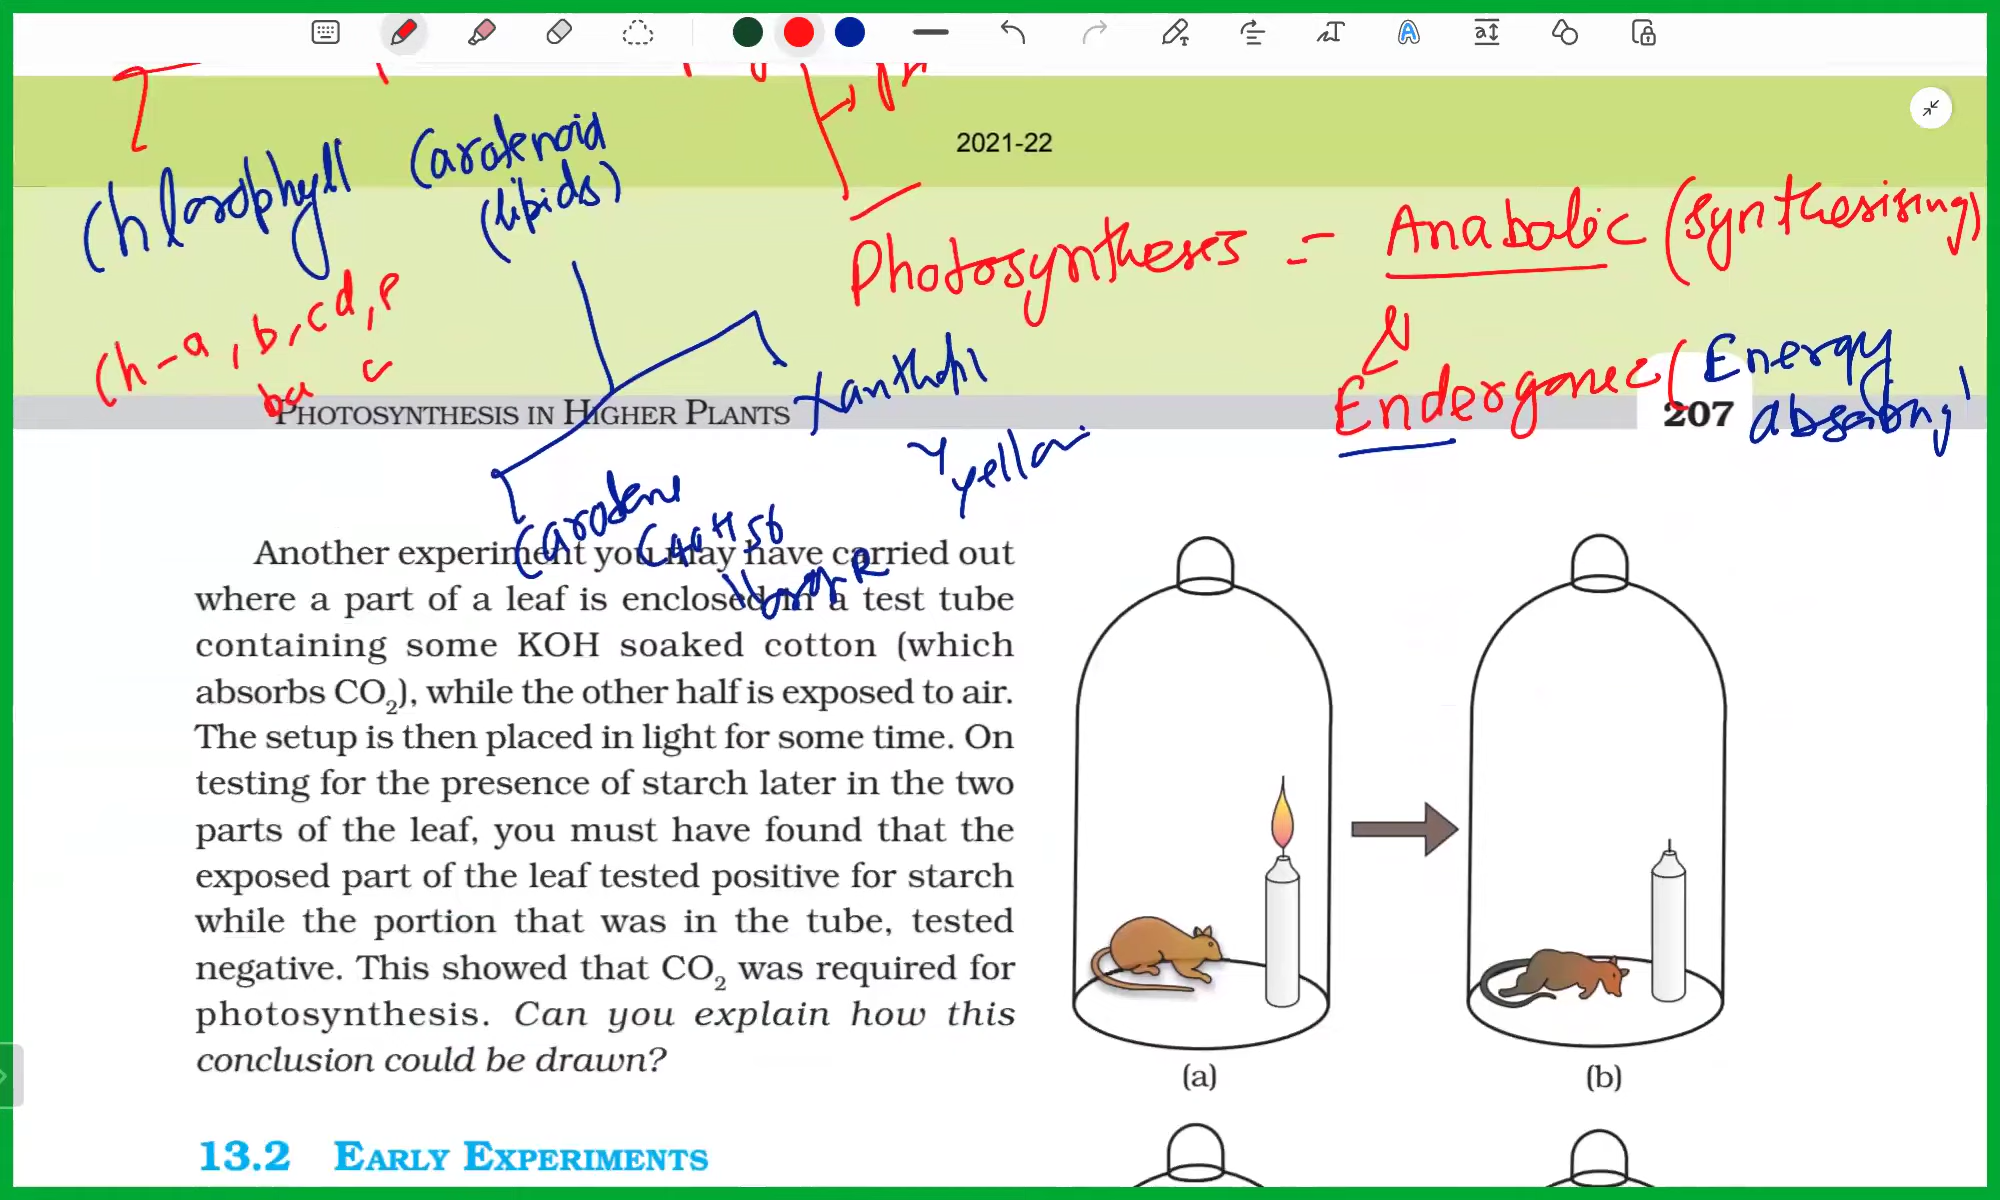 2021-22
Chlorophyll
Carotenoid
(lipids)
Photosyntheses = Anabolic (synthesising)
Ch-a, b, c d, e
Endergonec (Energy
absorbing)
Xanthophl
yellow
Carotene
C40H56
PHOTOSYNTHESIS IN HIGHER PLANTS
207
Another experiment you may have carried out
where a part of a leaf is enclosed in a test tube
containing some KOH soaked cotton (which
absorbs CO₂), while the other half is exposed to air.
The setup is then placed in light for some time. On
testing for the presence of starch later in the two
parts of the leaf, you must have found that the
exposed part of the leaf tested positive for starch
while the portion that was in the tube, tested
negative. This showed that CO₂ was required for
photosynthesis. Can you explain how this
conclusion could be drawn?
(a)
(b)
13.2 EARLY EXPERIMENTS